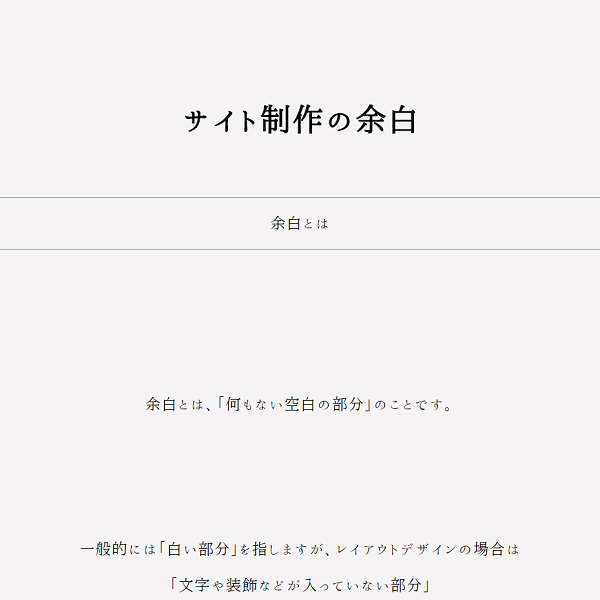 サイト制作の余白
余白とは
余白とは、「何もない空白の部分」のことです。
一般的には「白い部分」を指しますが、レイアウトデザインの場合は
「文字や装飾などが入っていない部分」